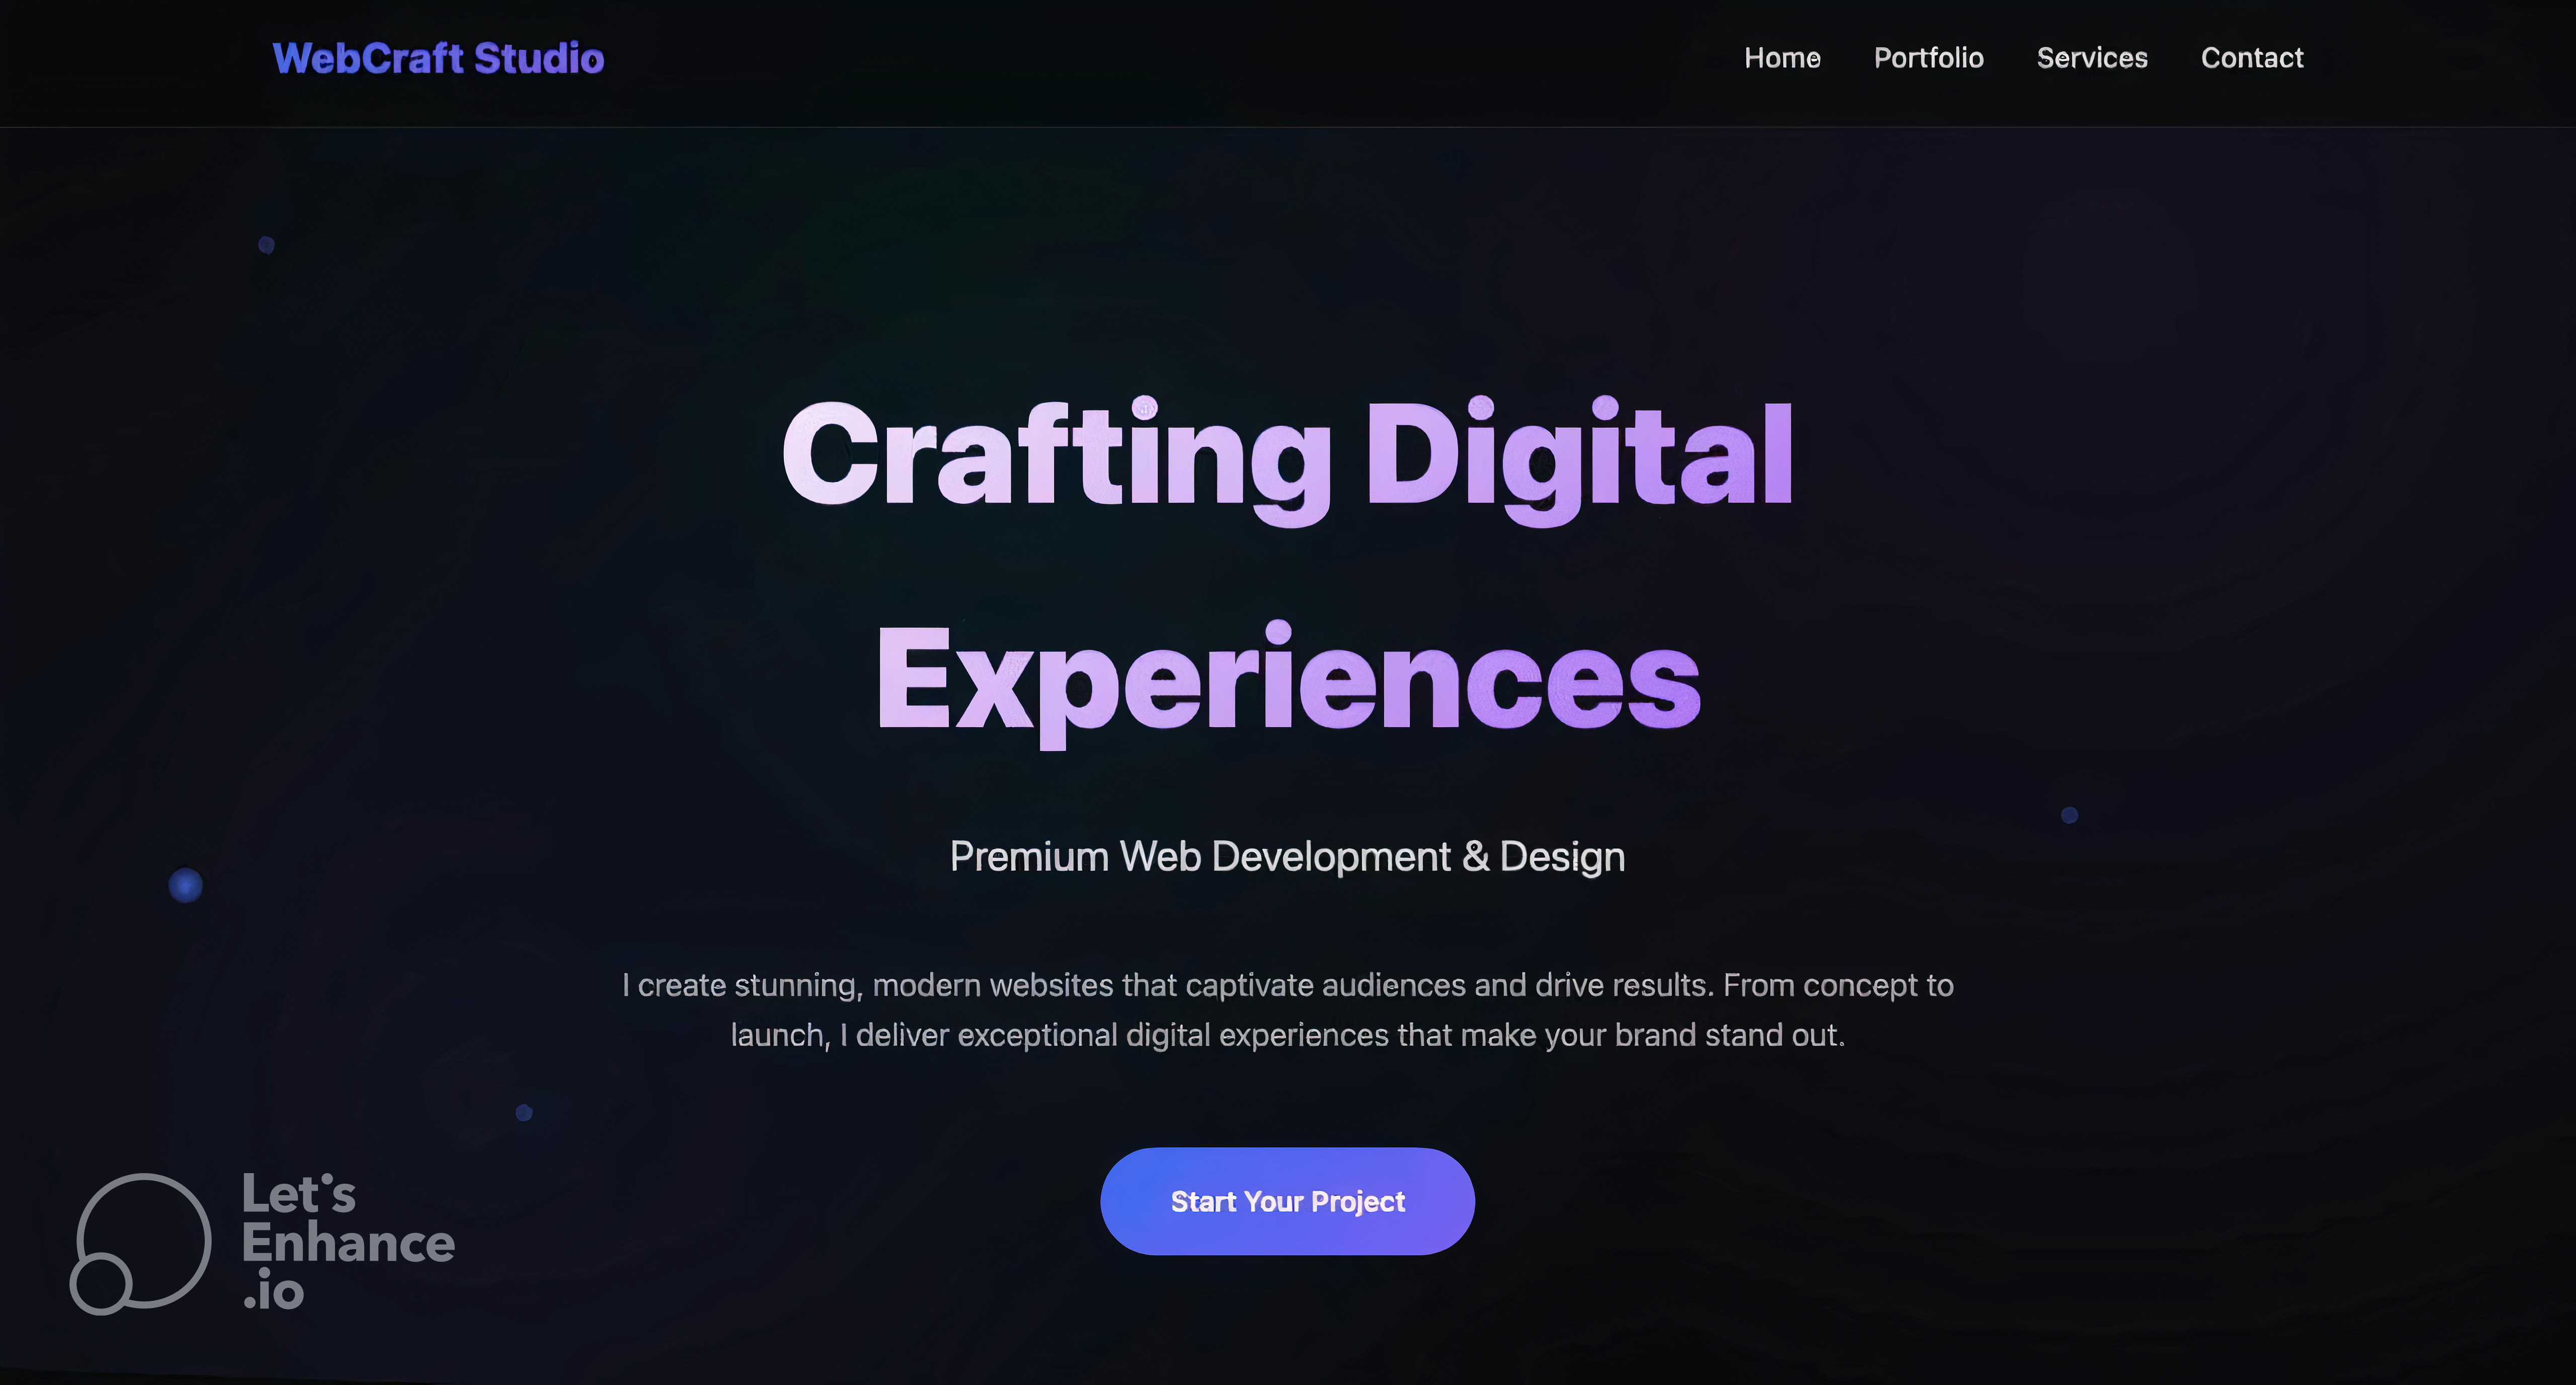 WebCraft Studio
Home Portfolio Services Contact
Crafting Digital
Experiences
Premium Web Development & Design
I create stunning, modern websites that captivate audiences and drive results. From concept to
launch, I deliver exceptional digital experiences that make your brand stand out.
Start Your Project
Let's
Enhance
.io